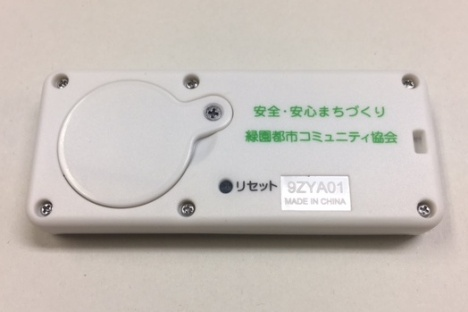 安全・安心まちづくり
緑園都市コミュニティ協会
リセット 9ZYA01
MADE IN CHINA